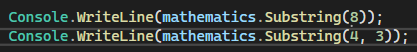 Console.WriteLine(mathematics.Substring(8));
Console.WriteLine(mathematics.Substring(4, 3));